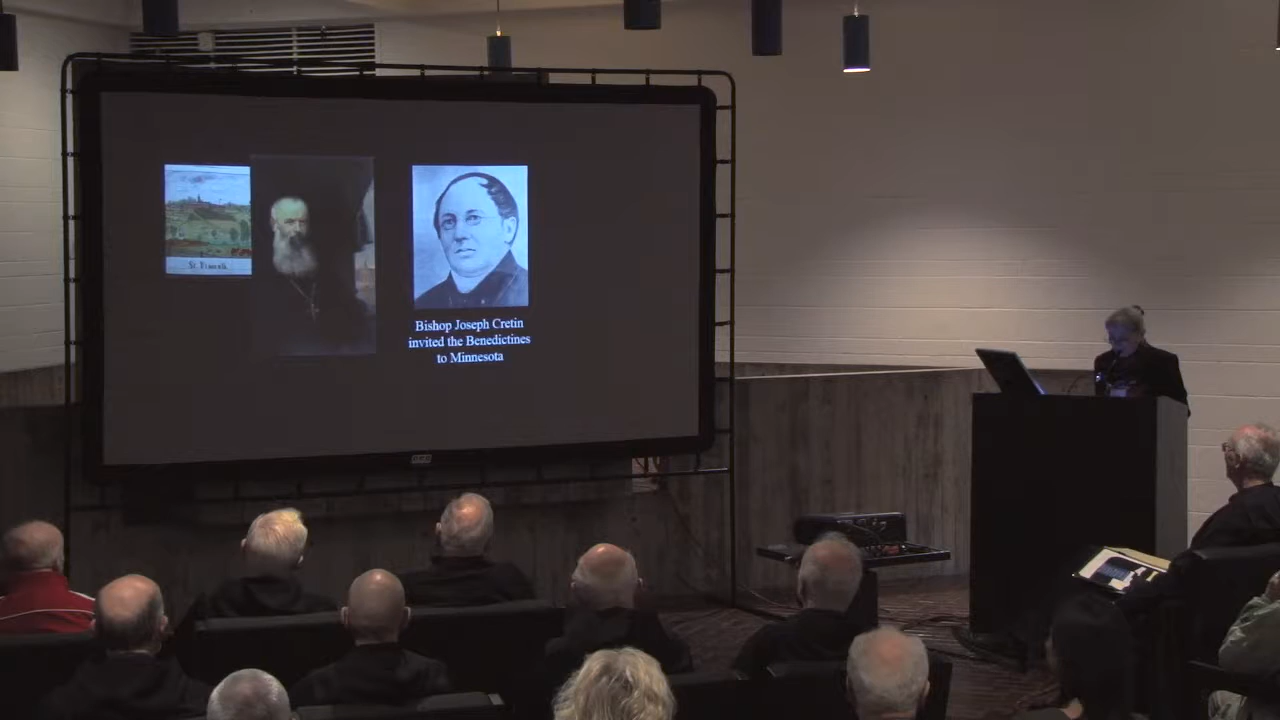 St. Francis
Bishop Joseph Cretin
invited the Benedictines
to Minnesota